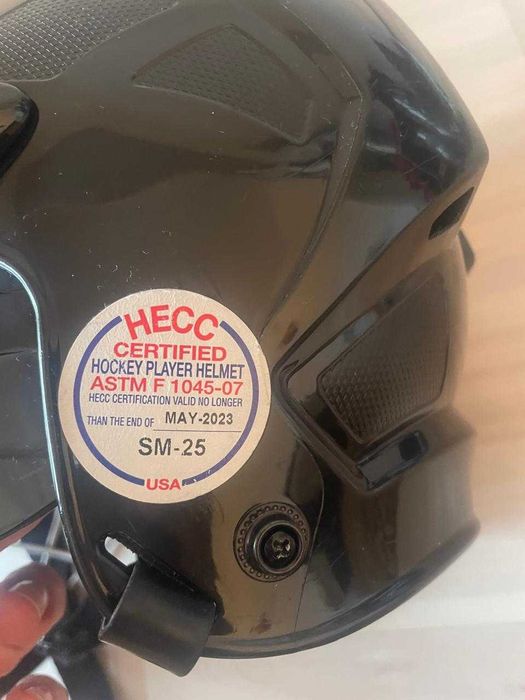 HECC
CERTIFIED
HOCKEY PLAYER HELMET
ASTM F 1045-07
HECC CERTIFICATION VALID NO LONGER
THAN THE END OF MAY-2023
SM-25
USA